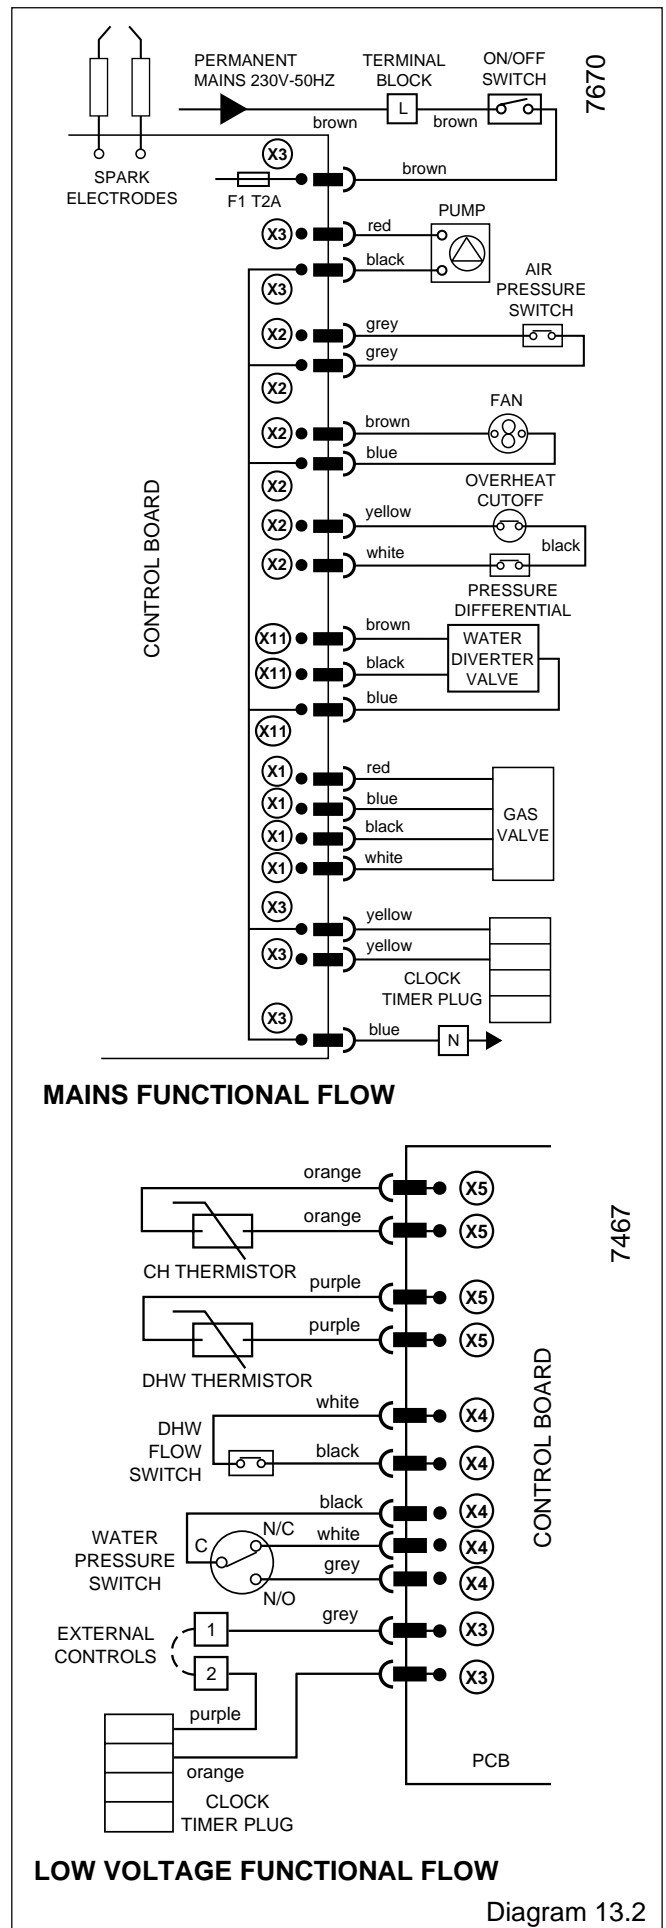 PERMANENT
MAINS 230V-50HZ
TERMINAL
BLOCK
ON/OFF
SWITCH
7670
L
brown
brown
SPARK
ELECTRODES
X3
F1 T2A
brown
PUMP
X3
red
black
X3
AIR
PRESSURE
SWITCH
X2
grey
grey
X2
FAN
X2
brown
blue
X2
OVERHEAT
CUTOFF
X2
yellow
black
X2
white
PRESSURE
DIFFERENTIAL
CONTROL BOARD
X11
brown
X11
black
WATER
DIVERTER
VALVE
blue
X11
X1
red
X1
blue
X1
black
X1
white
GAS
VALVE
X3
yellow
X3
yellow
CLOCK
TIMER PLUG
X3
blue
N
MAINS FUNCTIONAL FLOW
orange
X5
orange
X5
CH THERMISTOR
7467
purple
X5
purple
X5
DHW THERMISTOR
CONTROL BOARD
white
X4
DHW
FLOW
SWITCH
black
X4
black
X4
WATER
PRESSURE
SWITCH
C
N/C
white
X4
grey
X4
N/O
EXTERNAL
CONTROLS
1
grey
X3
2
X3
purple
orange
CLOCK
TIMER PLUG
PCB
LOW VOLTAGE FUNCTIONAL FLOW
Diagram 13.2